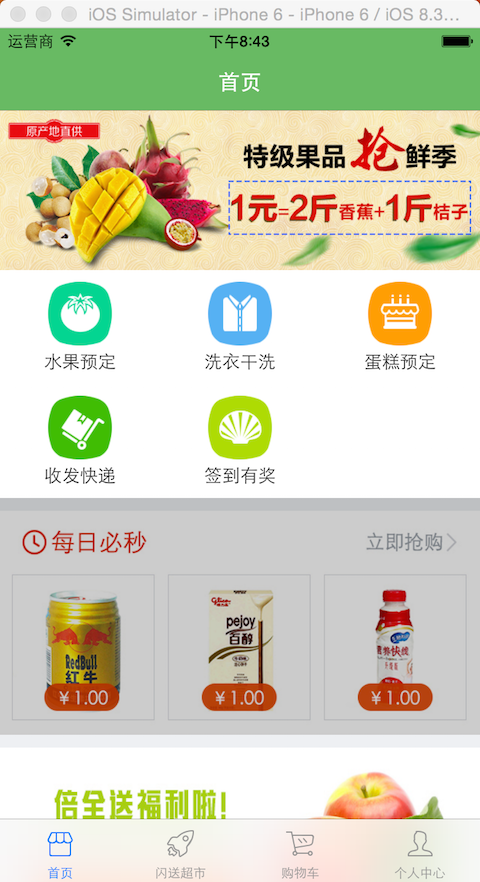 iOS Simulator - iPhone 6 - iPhone 6 / iOS 8.3...
运营商 下午8:43
首页
原产地直供
特级果品抢鲜季
1元=2斤香蕉+1斤桔子
水果预定 洗衣干洗 蛋糕预定
收发快递 签到有奖
每日必秒 立即抢购
RedBull
红牛
Glico
pejoy
百醇
营养快线
¥1.00 ¥1.00 ¥1.00
倍全送福利啦!
首页 闪送超市 购物车 个人中心